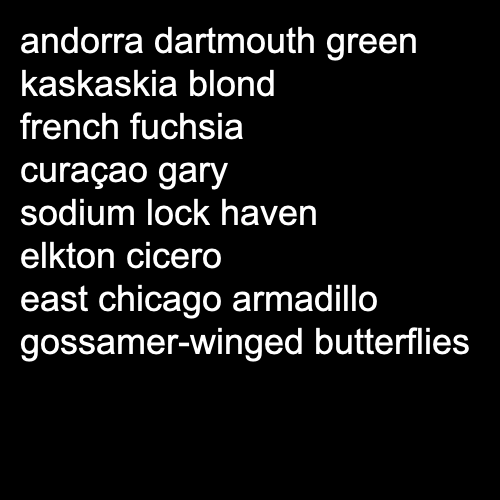 andorra dartmouth green
kaskaskia blond
french fuchsia
curaçao gary
sodium lock haven
elkton cicero
east chicago armadillo
gossamer-winged butterflies